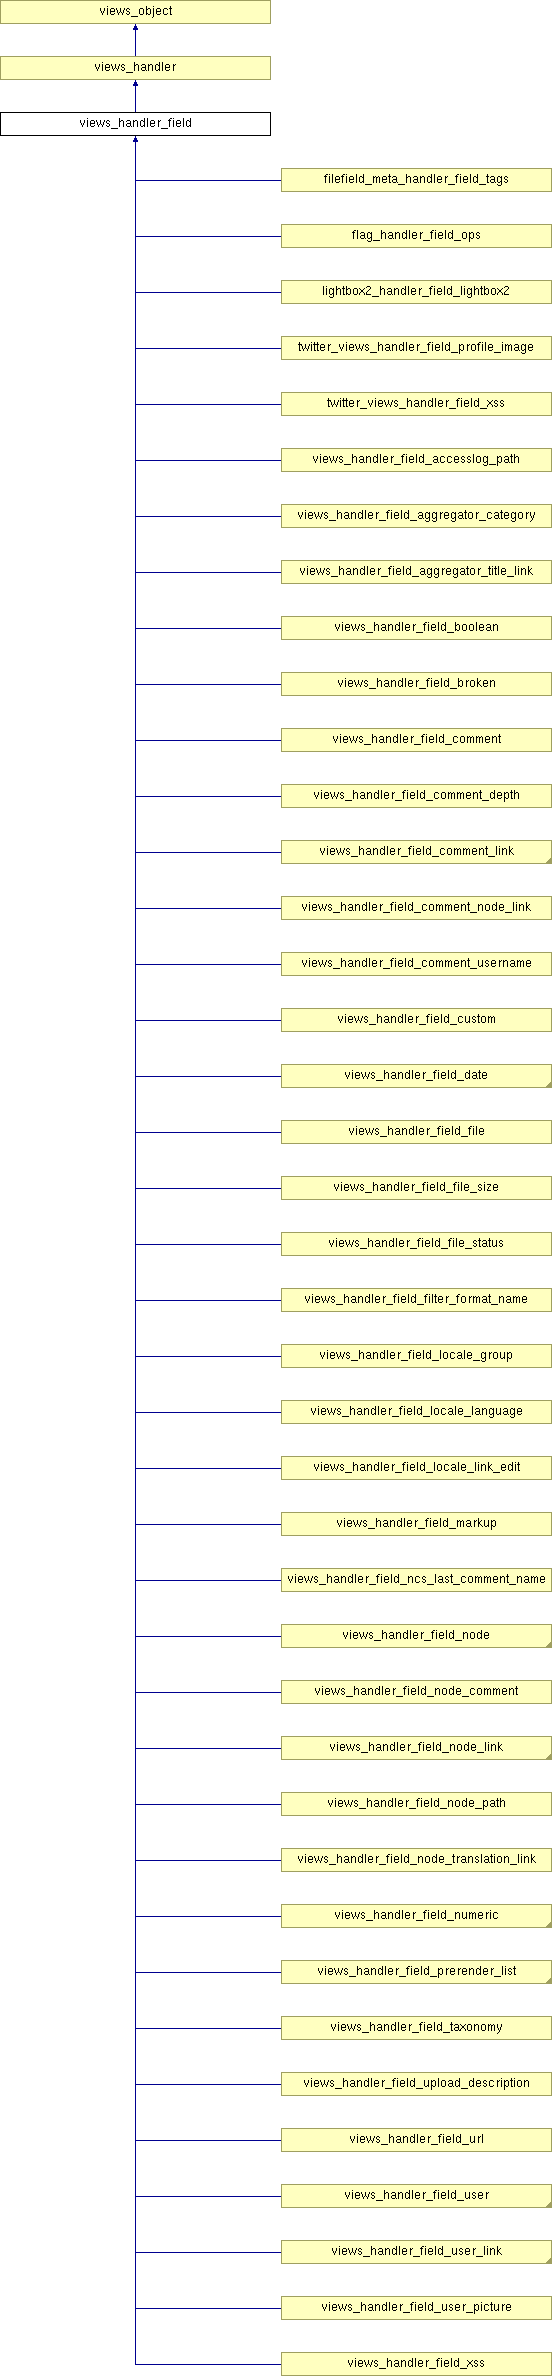 views_object
views_handler
views_handler_field
filefield_meta_handler_field_tags
flag_handler_field_ops
lightbox2_handler_field_lightbox2
twitter_views_handler_field_profile_image
twitter_views_handler_field_xss
views_handler_field_accesslog_path
views_handler_field_aggregator_category
views_handler_field_aggregator_title_link
views_handler_field_boolean
views_handler_field_broken
views_handler_field_comment
views_handler_field_comment_depth
views_handler_field_comment_link
views_handler_field_comment_node_link
views_handler_field_comment_username
views_handler_field_custom
views_handler_field_date
views_handler_field_file
views_handler_field_file_size
views_handler_field_file_status
views_handler_field_filter_format_name
views_handler_field_locale_group
views_handler_field_locale_language
views_handler_field_locale_link_edit
views_handler_field_markup
views_handler_field_ncs_last_comment_name
views_handler_field_node
views_handler_field_node_comment
views_handler_field_node_link
views_handler_field_node_path
views_handler_field_node_translation_link
views_handler_field_numeric
views_handler_field_prerender_list
views_handler_field_taxonomy
views_handler_field_upload_description
views_handler_field_url
views_handler_field_user
views_handler_field_user_link
views_handler_field_user_picture
views_handler_field_xss